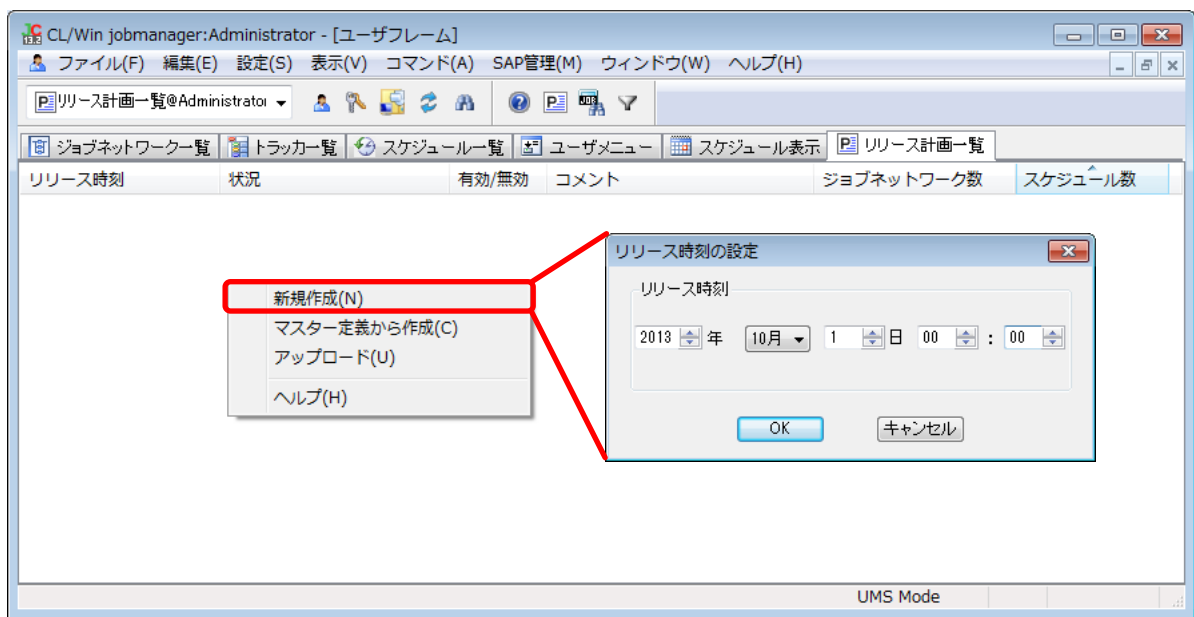 CL/Win jobmanager:Administrator - [ユーザフレーム]
ファイル(F) 編集(E) 設定(S) 表示(V) コマンド(A) SAP管理(M) ウィンドウ(W) ヘルプ(H)
リリース計画一覧@Administrator
ジョブネットワーク一覧 トラッカ一覧 スケジュール一覧 ユーザメニュー スケジュール表示 リリース計画一覧
リリース時刻 状況 有効/無効 コメント ジョブネットワーク数 スケジュール数
リリース時刻の設定
リリース時刻
2013 年 10月 1 日 00 : 00
OK キャンセル
新規作成(N)
マスター定義から作成(C)
アップロード(U)
ヘルプ(H)
UMS Mode